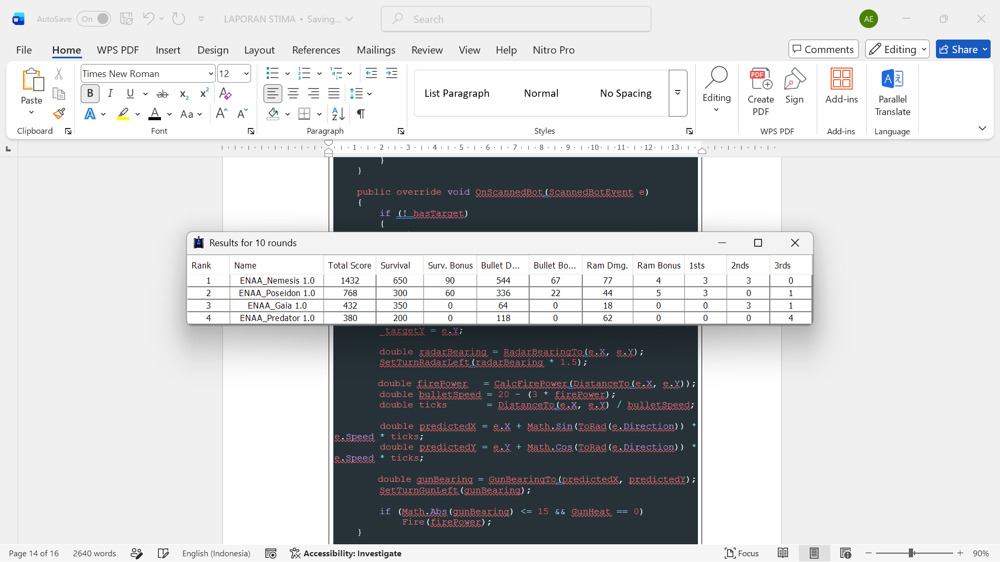 AutoSave On LAPORAN STIMA • Saving... Search AE
File Home WPS PDF Insert Design Layout References Mailings Review View Help Nitro Pro Comments Editing Share
Paste
Clipboard
Times New Roman 12
Font
Paragraph
List Paragraph Normal No Spacing
Styles
Editing
Create PDF
Sign
WPS PDF
Add-ins
Add-ins
Parallel Translate
Language
1 2 3 4 5 6 7 8 9 10 11 12 13
}
}
public override void OnScannedBot(ScannedBotEvent e)
{
if (! hasTarget)
{
Results for 10 rounds
Rank Name Total Score Survival Surv. Bonus Bullet D... Bullet Bo... Ram Dmg. Ram Bonus 1sts 2nds 3rds
1 ENAA_Nemesis 1.0 1432 650 90 544 67 77 4 3 3 0
2 ENAA_Poseidon 1.0 768 300 60 336 22 44 5 3 0 1
3 ENAA_Gaia 1.0 432 350 0 64 0 18 0 0 3 1
4 ENAA_Predator 1.0 380 200 0 118 0 62 0 0 0 4
_targetY = e.Y;
double radarBearing = RadarBearingTo(e.X, e.Y);
SetTurnRadarLeft(radarBearing * 1.5);
double firePower = CalcFirePower(DistanceTo(e.X, e.Y));
double bulletSpeed = 20 - (3 * firePower);
double ticks = DistanceTo(e.X, e.Y) / bulletSpeed;
double predictedX = e.X + Math.Sin(ToRad(e.Direction)) *
e.Speed * ticks;
double predictedY = e.Y + Math.Cos(ToRad(e.Direction)) *
e.Speed * ticks;
double gunBearing = GunBearingTo(predictedX, predictedY);
SetTurnGunLeft(gunBearing);
if (Math.Abs(gunBearing) <= 15 && GunHeat == 0)
Fire(firePower);
}
Page 14 of 16 2640 words English (Indonesia) Accessibility: Investigate Focus 90%